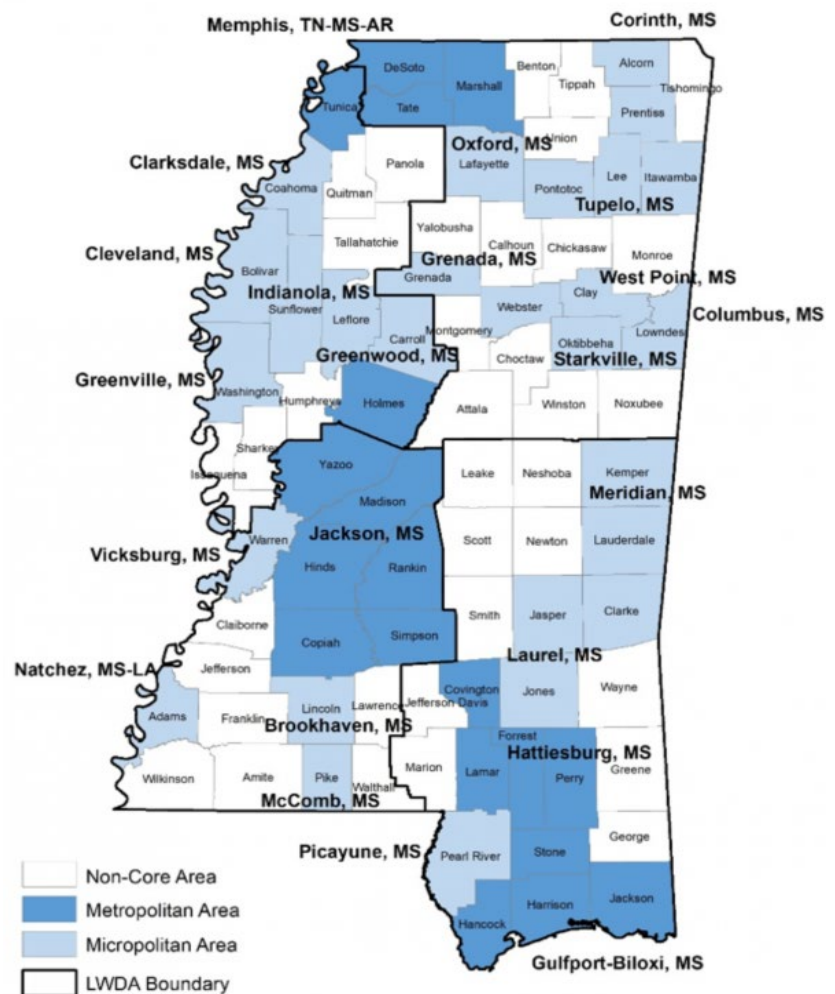 Memphis, TN-MS-AR
Corinth, MS
DeSoto
Marshall
Benton
Tippah
Alcorn
Tishomingo
Tunica
Tate
Prentiss
Union
Clarksdale, MS
Panola
Oxford, MS
Lafayette
Coahoma
Quitman
Pontotoc
Lee
Itawamba
Tupelo, MS
Tallahatchie
Yalobusha
Calhoun
Chickasaw
Monroe
Cleveland, MS
Bolivar
Grenada, MS
Grenada
West Point, MS
Clay
Indianola, MS
Sunflower
Leflore
Webster
Columbus, MS
Carroll
Montgomery
Oktibbeha
Lowndes
Greenwood, MS
Choctaw
Starkville, MS
Greenville, MS
Washington
Humphreys
Holmes
Attala
Winston
Noxubee
Sharkey
Issaquena
Yazoo
Leake
Neshoba
Kemper
Madison
Meridian, MS
Vicksburg, MS
Warren
Jackson, MS
Scott
Newton
Lauderdale
Hinds
Rankin
Claiborne
Copiah
Simpson
Smith
Jasper
Clarke
Natchez, MS-LA
Jefferson
Laurel, MS
Covington
Jones
Wayne
Adams
Franklin
Lincoln
Lawrence
Jefferson Davis
Brookhaven, MS
Forrest
Hattiesburg, MS
Wilkinson
Amite
Pike
Walthall
Marion
Lamar
Perry
Greene
McComb, MS
George
Picayune, MS
Pearl River
Stone
Hancock
Harrison
Jackson
Gulfport-Biloxi, MS
Non-Core Area
Metropolitan Area
Micropolitan Area
LWDA Boundary